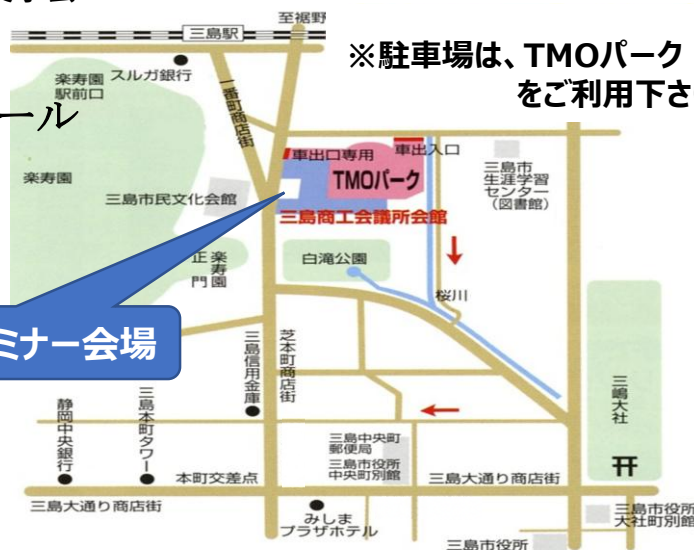 至裾野
三島駅
※駐車場は、TMOパーク
をご利用下さ
スルガ銀行
楽寿園
駅前口
一番町商店街
ール
車出口専用
車出入口
TMOパーク
三島市
生涯学習
センター
（図書館）
楽寿園
三島市民文化会館
三島商工会議所会館
楽寿園
正門
白滝公園
桜川
ミナー会場
三島信用金庫
芝本町商店街
三嶋大社
静岡中央銀行
三島本町タワー
三島中央町
郵便局
三島市役所
中央町別館
本町交差点
三島大通り商店街
三島大通り商店街
みしま
プラザホテル
三島市役所
大社町別館
三島市役所